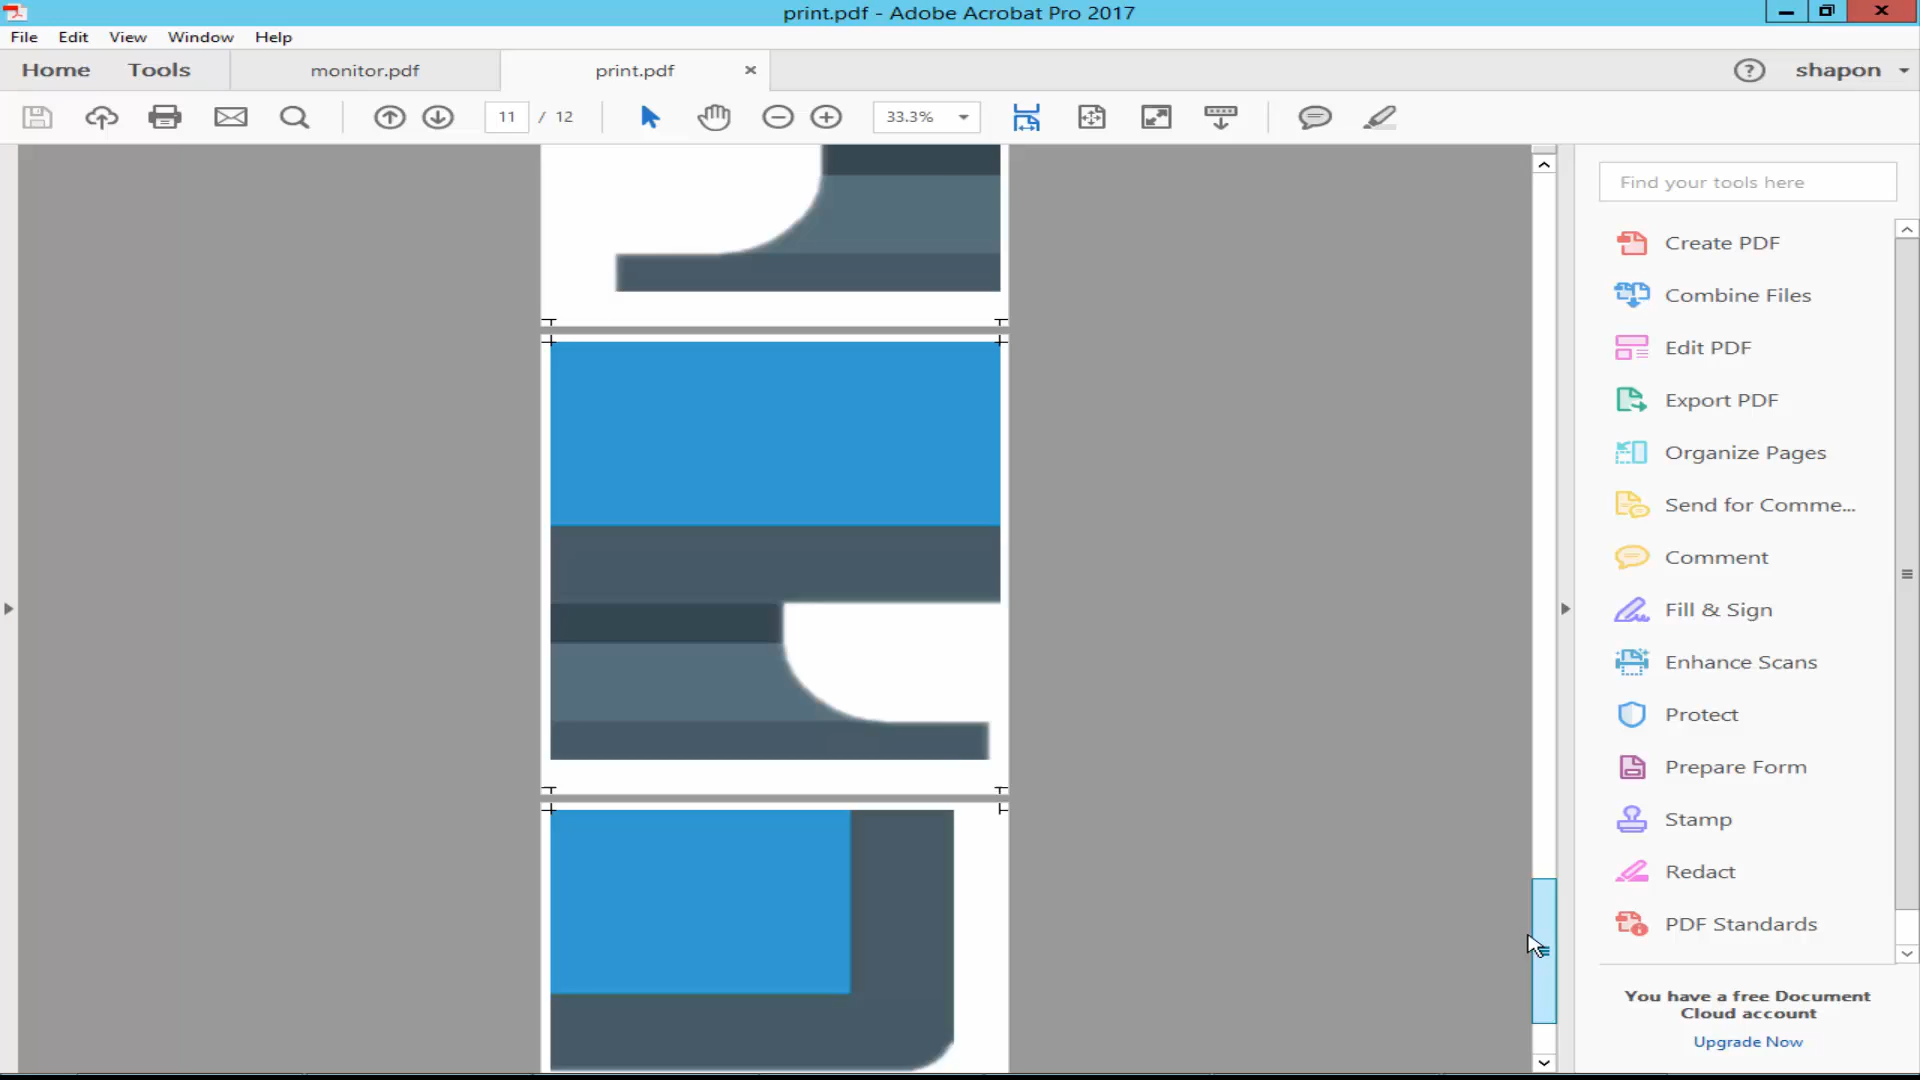 print.pdf - Adobe Acrobat Pro 2017
File Edit View Window Help
Home Tools monitor.pdf print.pdf shapon
11 / 12 33.3%
Find your tools here
Create PDF
Combine Files
Edit PDF
Export PDF
Organize Pages
Send for Comme...
Comment
Fill & Sign
Enhance Scans
Protect
Prepare Form
Stamp
Redact
PDF Standards
You have a free Document
Cloud account
Upgrade Now